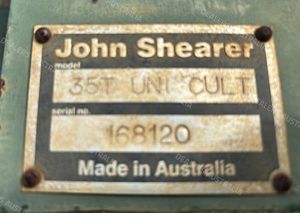 John Shearer
model
35T UNI CULT
serial no.
168120
Made in Australia